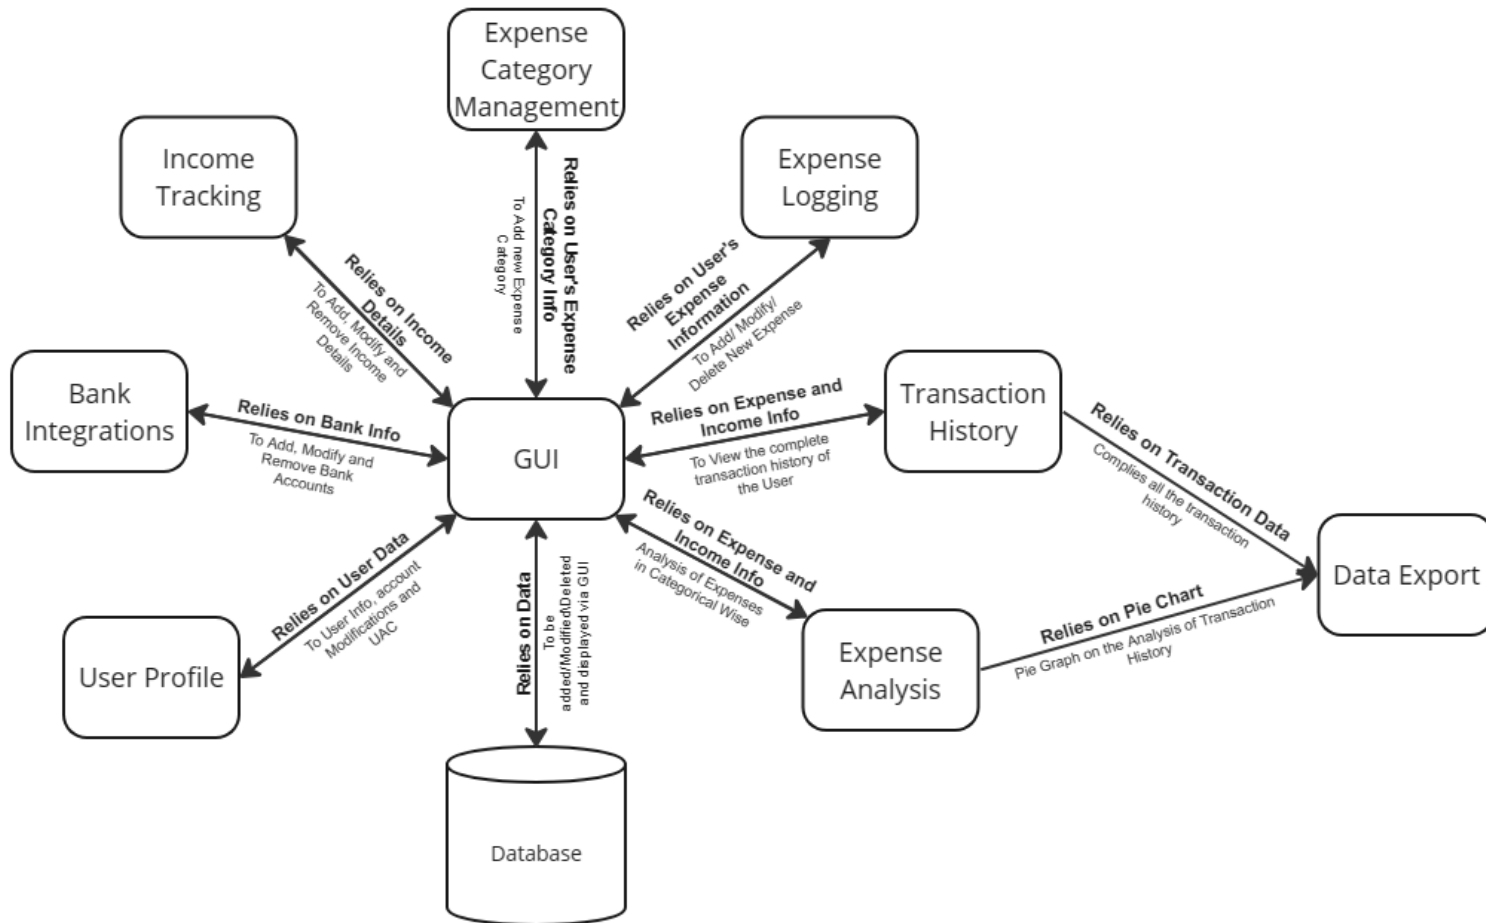 Expense
Category
Management
Income
Tracking
Expense
Logging
Relies on User's Expense
Category Info
To Add new Expense
Category
Relies on Income
Details
To Add, Modify and
Remove Income
Details
Relies on User's
Expense
Information
To Add/ Modify/
Delete New Expense
Bank
Integrations
Relies on Bank Info
To Add, Modify and
Remove Bank
Accounts
GUI
Relies on Expense and
Income Info
To View the complete
transaction history of
the User
Transaction
History
Relies on Transaction Data
Complies all the transaction
history
Relies on User Data
To User Info, account
Modifications and
UAC
User Profile
Relies on Data
To be
added/Modified\Deleted
and displayed via GUI
Relies on Expense and
Income Info
Analysis of Expenses
in Categorical Wise
Expense
Analysis
Relies on Pie Chart
Pie Graph on the Analysis of Transaction
History
Data Export
Database